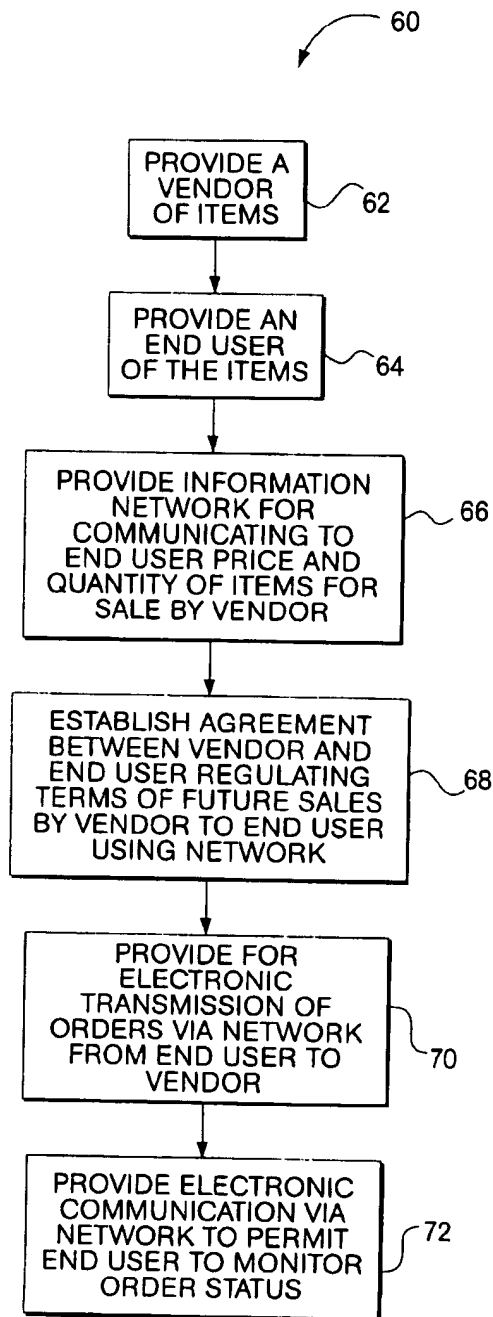 60
PROVIDE A
VENDOR
OF ITEMS
62
PROVIDE AN
END USER
OF THE ITEMS
64
PROVIDE INFORMATION
NETWORK FOR
COMMUNICATING TO
END USER PRICE AND
QUANTITY OF ITEMS FOR
SALE BY VENDOR
66
ESTABLISH AGREEMENT
BETWEEN VENDOR AND
END USER REGULATING
TERMS OF FUTURE SALES
BY VENDOR TO END USER
USING NETWORK
68
PROVIDE FOR
ELECTRONIC
TRANSMISSION OF
ORDERS VIA NETWORK
FROM END USER TO
VENDOR
70
PROVIDE ELECTRONIC
COMMUNICATION VIA
NETWORK TO PERMIT
END USER TO MONITOR
ORDER STATUS
72